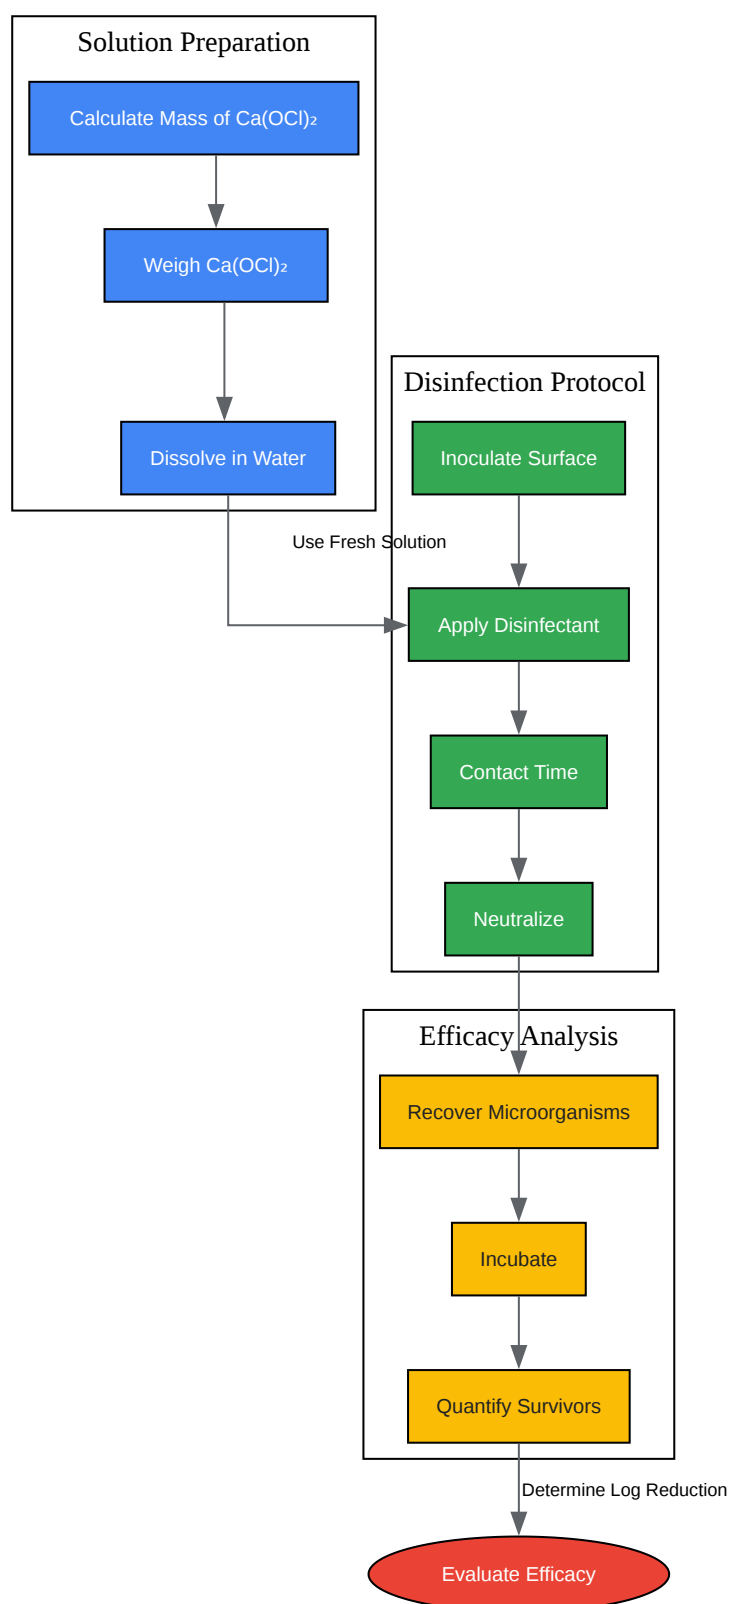 Solution Preparation
Calculate Mass of Ca(OCl)₂
Weigh Ca(OCl)₂
Dissolve in Water
Disinfection Protocol
Inoculate Surface
Use Fresh Solution
Apply Disinfectant
Contact Time
Neutralize
Efficacy Analysis
Recover Microorganisms
Incubate
Quantify Survivors
Determine Log Reduction
Evaluate Efficacy